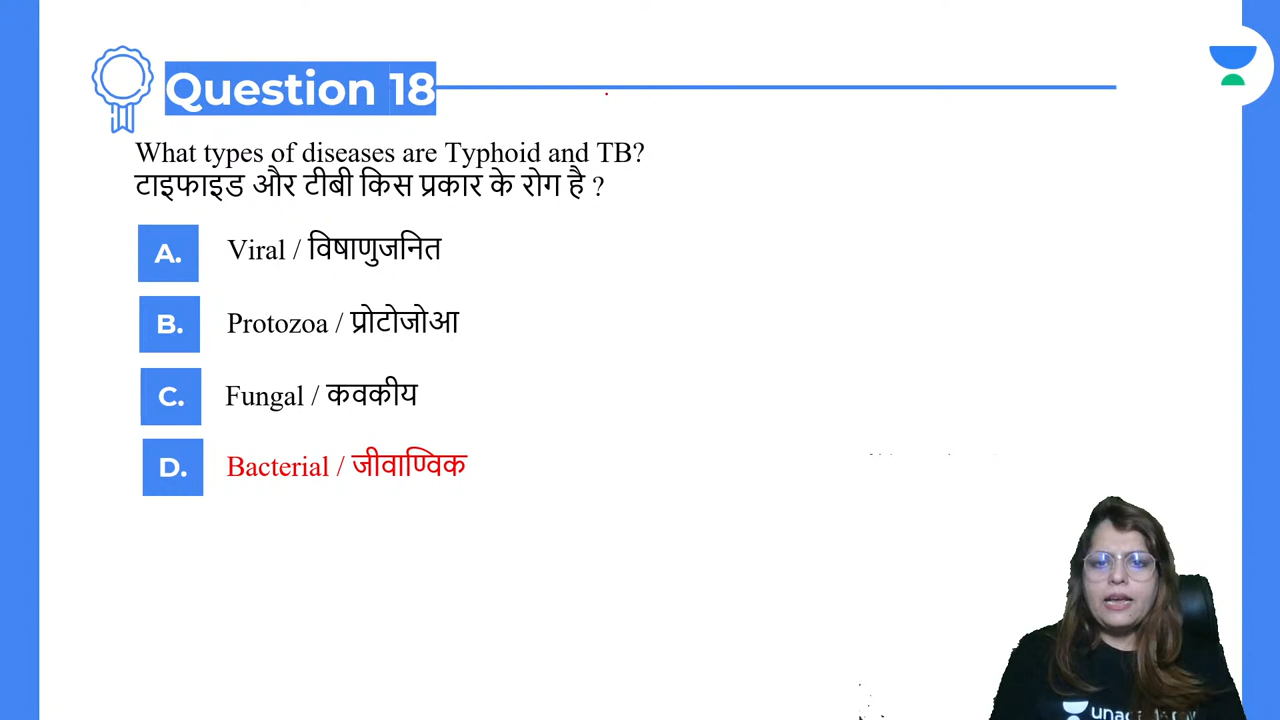 Question 18
What types of diseases are Typhoid and TB?
टाइफाइड और टीबी किस प्रकार के रोग है ?
A. Viral / विषाणुजनित
B. Protozoa / प्रोटोजोआ
C. Fungal / कवकीय
D. Bacterial / जीवाण्विक